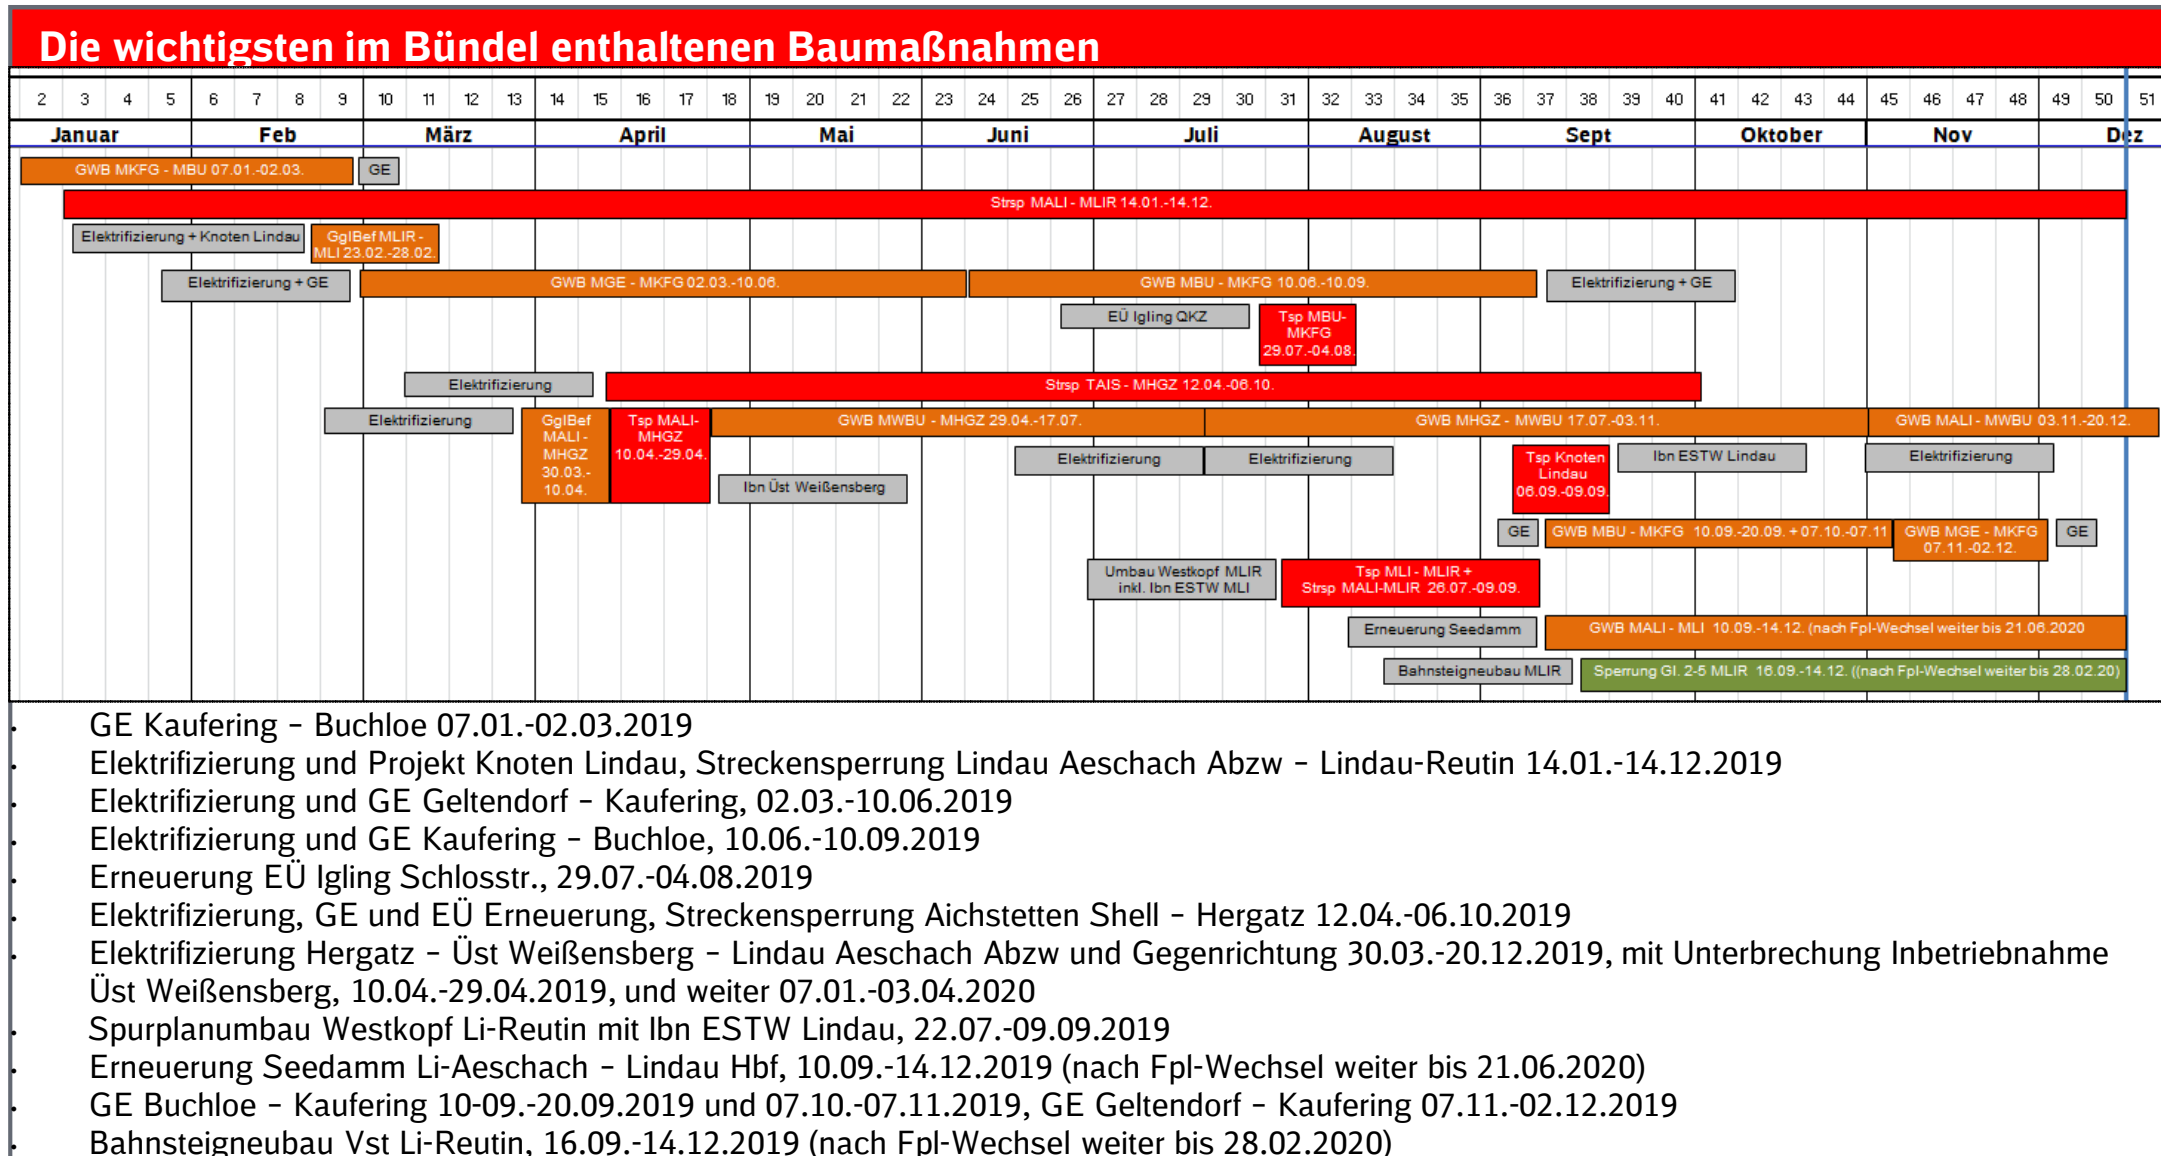 Die wichtigsten im Bündel enthaltenen Baumaßnahmen
2 3 4 5 6 7 8 9 10 11 12 13 14 15 16 17 18 19 20 21 22 23 24 25 26 27 28 29 30 31 32 33 34 35 36 37 38 39 40 41 42 43 44 45 46 47 48 49 50 51
Januar Feb März April Mai Juni Juli August Sept Oktober Nov Dez
GWB MKFG - MBU 07.01.-02.03. GE
Strsp MALI - MLIR 14.01.-14.12.
Elektrifizierung + Knoten Lindau
GglBef MLIR -
MLI 23.02.-28.02.
Elektrifizierung + GE
GWB MGE - MKFG 02.03.-10.06.
GWB MBU - MKFG 10.06.-10.09.
Elektrifizierung + GE
EÜ Igling QKZ
Tsp MBU-
MKFG
29.07.-04.08.
Elektrifizierung
Strsp TAIS - MHGZ 12.04.-06.10.
Elektrifizierung
GglBef
MALI -
MHGZ
30.03.-
10.04.
Tsp MALI-
MHGZ
10.04.-29.04.
GWB MWBU - MHGZ 29.04.-17.07.
GWB MHGZ - MWBU 17.07.-03.11.
GWB MALI - MWBU 03.11.-20.12.
Elektrifizierung
Elektrifizierung
Tsp Knoten
Lindau
06.09.-09.09.
Ibn ESTW Lindau
Elektrifizierung
Ibn Üst Weißensberg
GE
GWB MBU - MKFG 10.09.-20.09. + 07.10.-07.11
GWB MGE - MKFG
07.11.-02.12.
GE
Umbau Westkopf MLIR
inkl. Ibn ESTW MLI
Tsp MLI - MLIR +
Strsp MALI-MLIR 26.07.-09.09.
Erneuerung Seedamm
GWB MALI - MLI 10.09.-14.12. (nach Fpl-Wechsel weiter bis 21.06.2020
Bahnsteigneubau MLIR
Sperrung Gl. 2-5 MLIR 16.09.-14.12. ((nach Fpl-Wechsel weiter bis 28.02.20)
• GE Kaufering – Buchloe 07.01.-02.03.2019
• Elektrifizierung und Projekt Knoten Lindau, Streckensperrung Lindau Aeschach Abzw – Lindau-Reutin 14.01.-14.12.2019
• Elektrifizierung und GE Geltendorf – Kaufering, 02.03.-10.06.2019
• Elektrifizierung und GE Kaufering – Buchloe, 10.06.-10.09.2019
• Erneuerung EÜ Igling Schlosstr., 29.07.-04.08.2019
• Elektrifizierung, GE und EÜ Erneuerung, Streckensperrung Aichstetten Shell – Hergatz 12.04.-06.10.2019
• Elektrifizierung Hergatz – Üst Weißensberg – Lindau Aeschach Abzw und Gegenrichtung 30.03.-20.12.2019, mit Unterbrechung Inbetriebnahme
Üst Weißensberg, 10.04.-29.04.2019, und weiter 07.01.-03.04.2020
• Spurplanumbau Westkopf Li-Reutin mit Ibn ESTW Lindau, 22.07.-09.09.2019
• Erneuerung Seedamm Li-Aeschach – Lindau Hbf, 10.09.-14.12.2019 (nach Fpl-Wechsel weiter bis 21.06.2020)
• GE Buchloe – Kaufering 10-09.-20.09.2019 und 07.10.-07.11.2019, GE Geltendorf – Kaufering 07.11.-02.12.2019
• Bahnsteigneubau Vst Li-Reutin, 16.09.-14.12.2019 (nach Fpl-Wechsel weiter bis 28.02.2020)